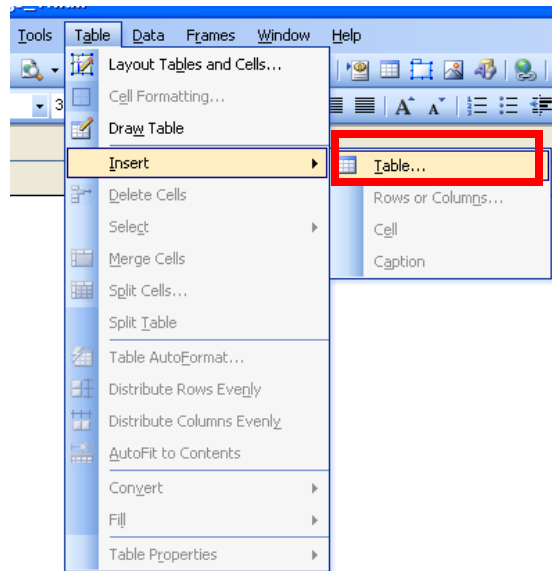 Tools Table Data Frames Window Help
Layout Tables and Cells...
Cell Formatting...
Draw Table
Insert
Table...
Delete Cells
Rows or Columns...
Select
Cell
Merge Cells
Caption
Split Cells...
Split Table
Table AutoFormat...
Distribute Rows Evenly
Distribute Columns Evenly
AutoFit to Contents
Convert
Fill
Table Properties